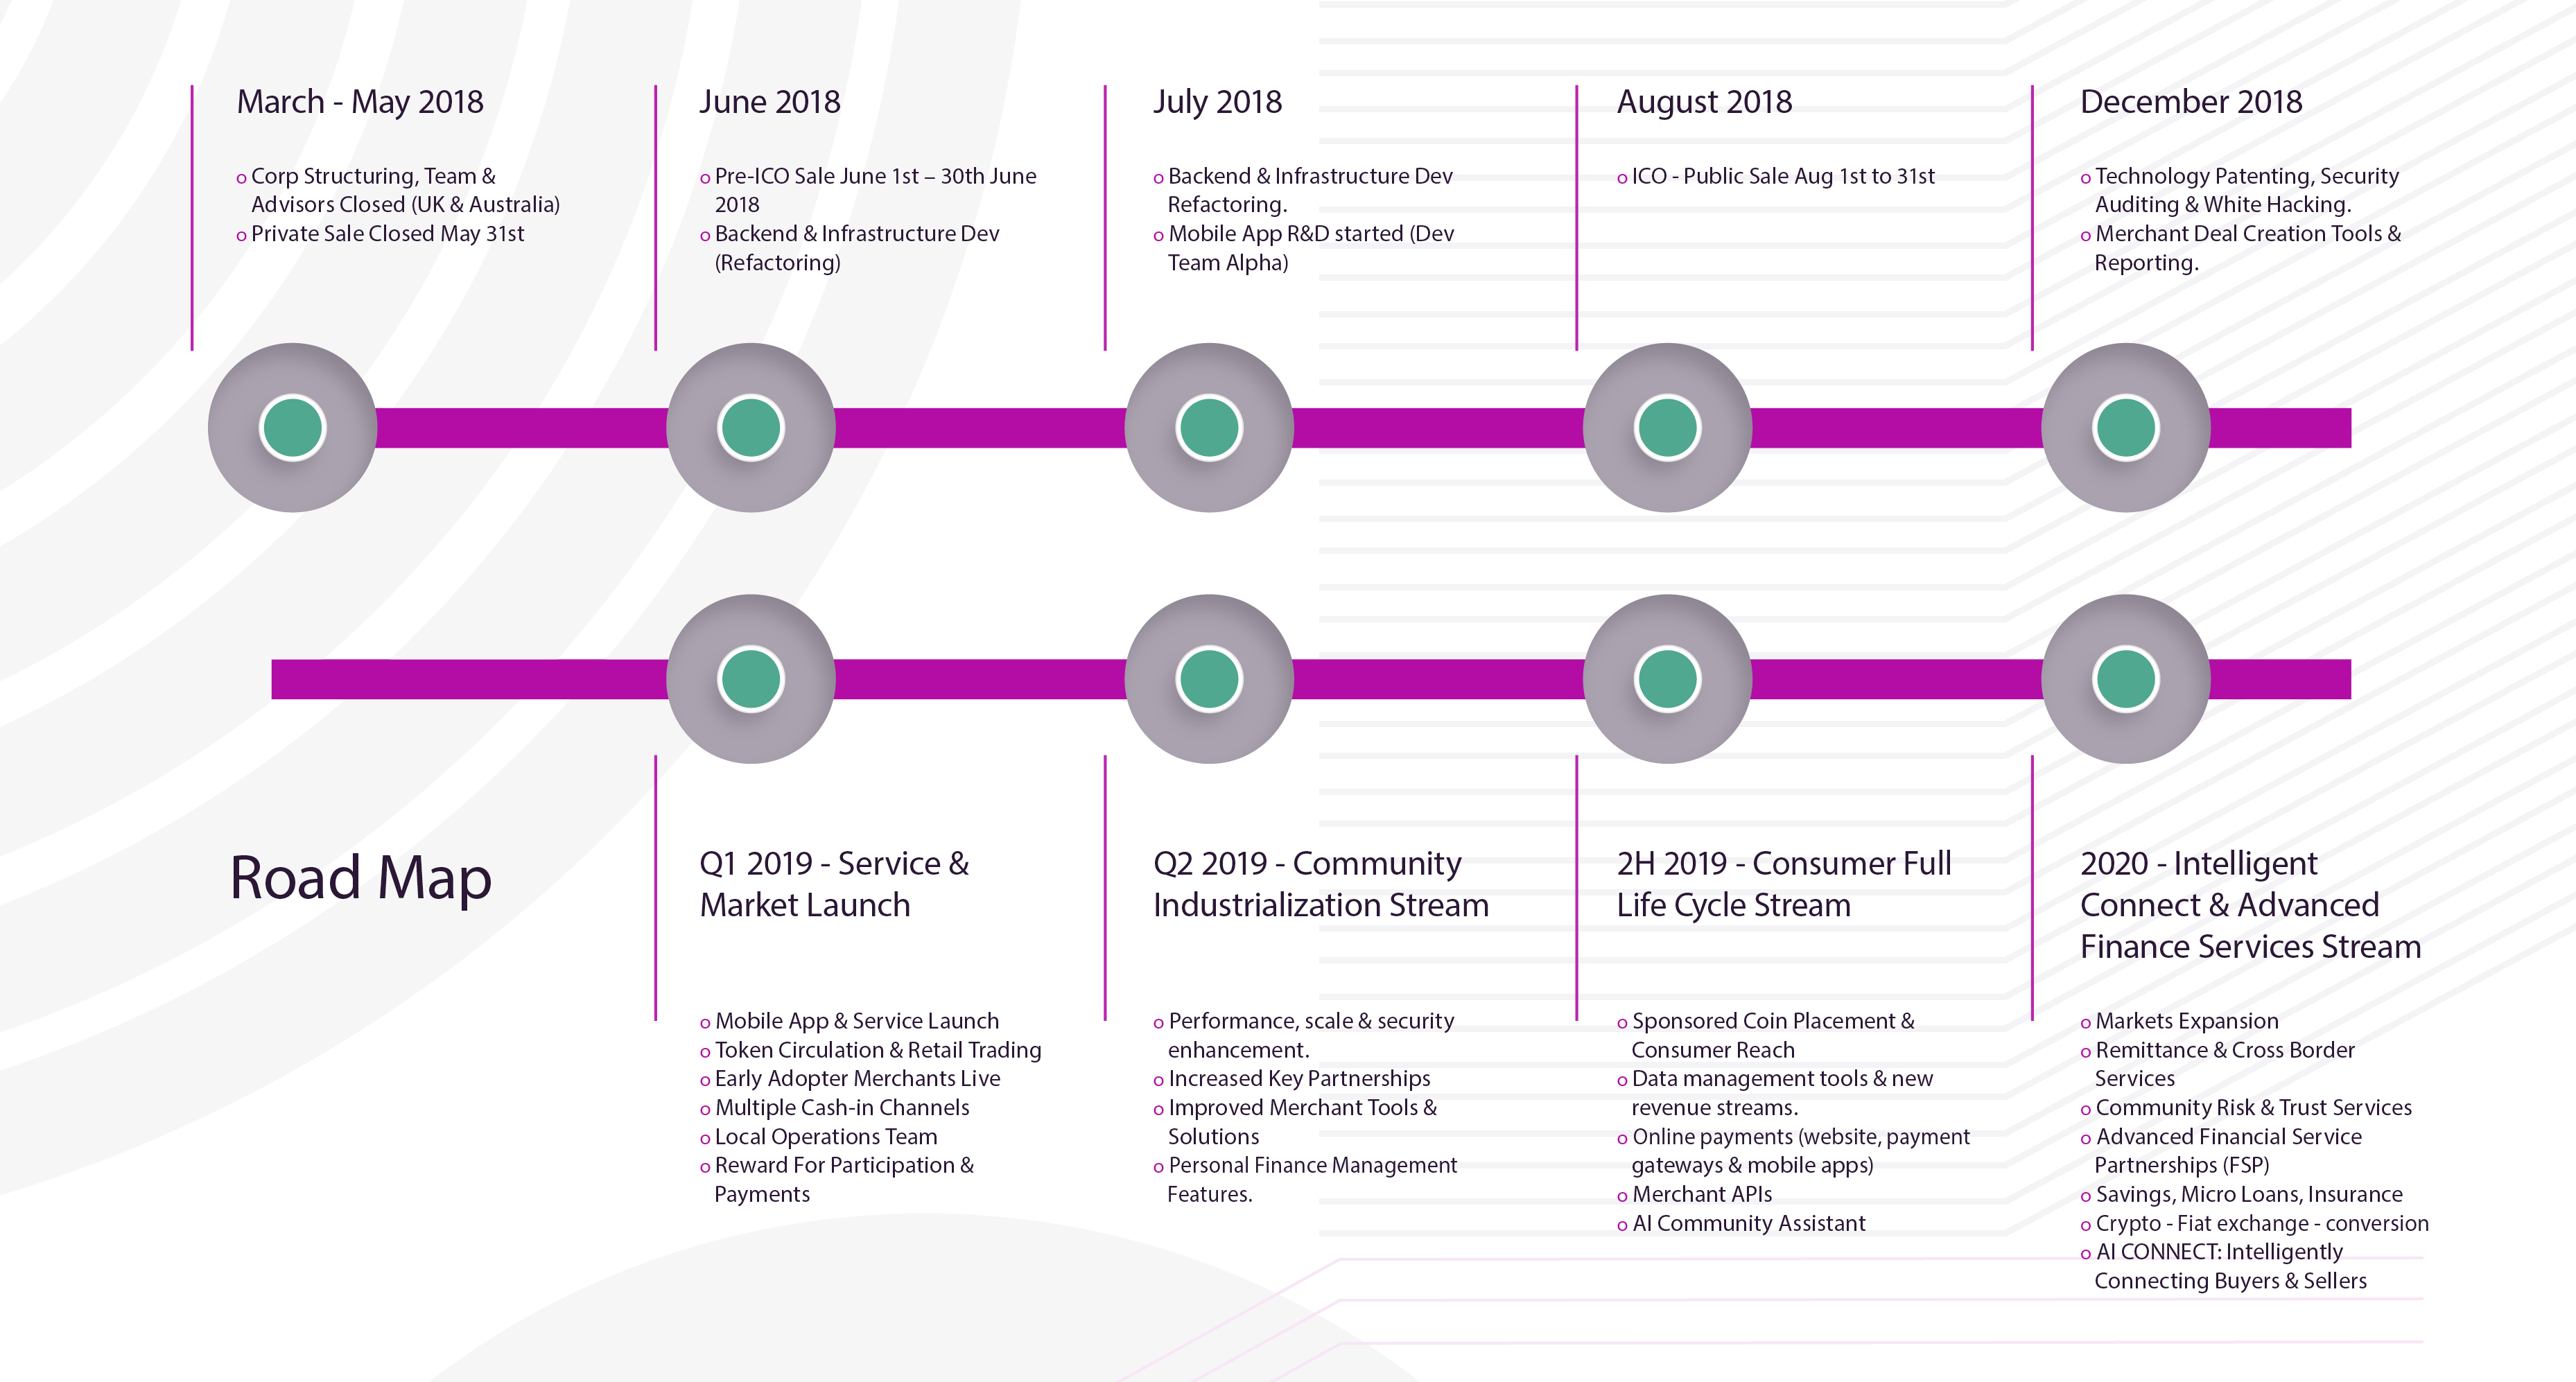 March - May 2018
o Corp Structuring, Team &
Advisors Closed (UK & Australia)
o Private Sale Closed May 31st
June 2018
o Pre-ICO Sale June 1st – 30th June
2018
o Backend & Infrastructure Dev
(Refactoring)
July 2018
o Backend & Infrastructure Dev
Refactoring.
o Mobile App R&D started (Dev
Team Alpha)
August 2018
o ICO - Public Sale Aug 1st to 31st
December 2018
o Technology Patenting, Security
Auditing & White Hacking.
o Merchant Deal Creation Tools &
Reporting.
Road Map
Q1 2019 - Service &
Market Launch
o Mobile App & Service Launch
o Token Circulation & Retail Trading
o Early Adopter Merchants Live
o Multiple Cash-in Channels
o Local Operations Team
o Reward For Participation &
Payments
Q2 2019 - Community
Industrialization Stream
o Performance, scale & security
enhancement.
o Increased Key Partnerships
o Improved Merchant Tools &
Solutions
o Personal Finance Management
Features.
2H 2019 - Consumer Full
Life Cycle Stream
o Sponsored Coin Placement &
Consumer Reach
o Data management tools & new
revenue streams.
o Online payments (website, payment
gateways & mobile apps)
o Merchant APIs
o AI Community Assistant
2020 - Intelligent
Connect & Advanced
Finance Services Stream
o Markets Expansion
o Remittance & Cross Border
Services
o Community Risk & Trust Services
o Advanced Financial Service
Partnerships (FSP)
o Savings, Micro Loans, Insurance
o Crypto - Fiat exchange - conversion
o AI CONNECT: Intelligently
Connecting Buyers & Sellers